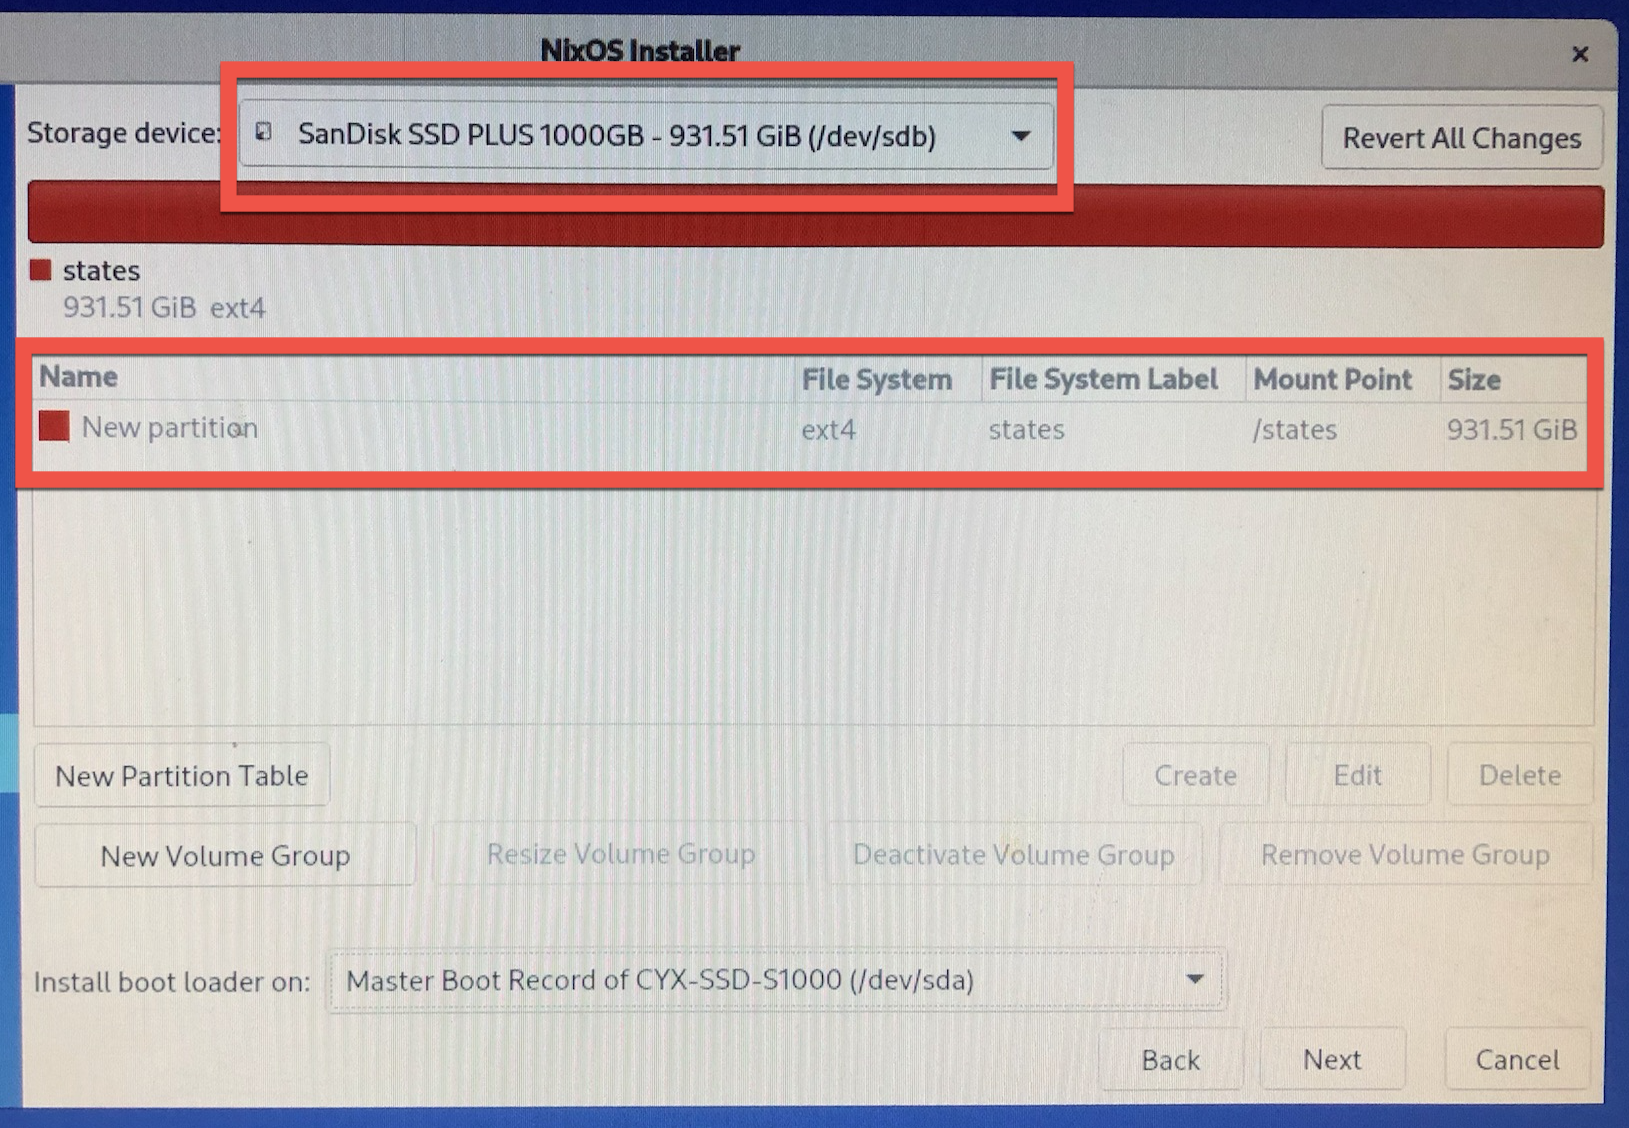 NixOS Installer
Storage device: SanDisk SSD PLUS 1000GB - 931.51 GiB (/dev/sdb) Revert All Changes
states
931.51 GiB ext4
Name File System File System Label Mount Point Size
New partition ext4 states /states 931.51 GiB
New Partition Table Create Edit Delete
New Volume Group Resize Volume Group Deactivate Volume Group Remove Volume Group
Install boot loader on: Master Boot Record of CYX-SSD-S1000 (/dev/sda)
Back Next Cancel